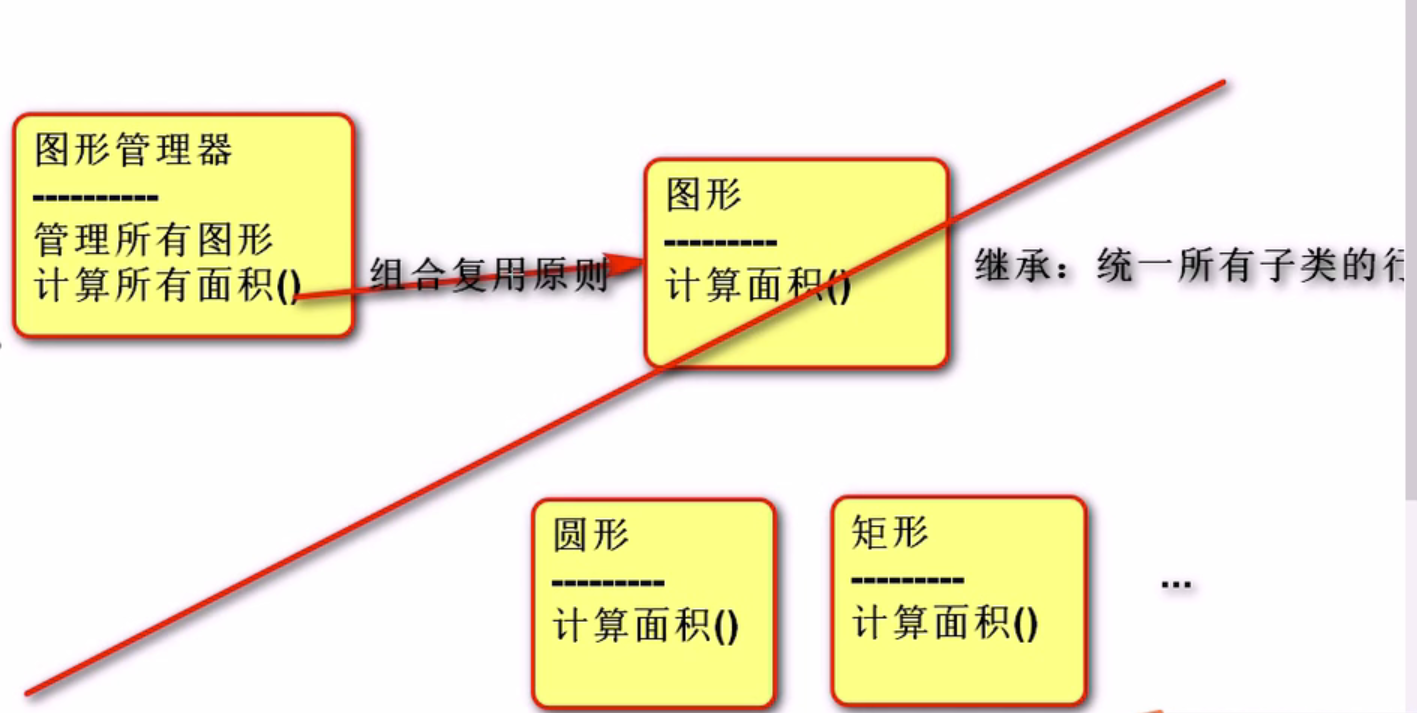 图形管理器
----------
管理所有图形
计算所有面积()
组合复用原则
图形
---------
计算面积()
继承：统一所有子类的行
圆形
---------
计算面积()
矩形
---------
计算面积()
...